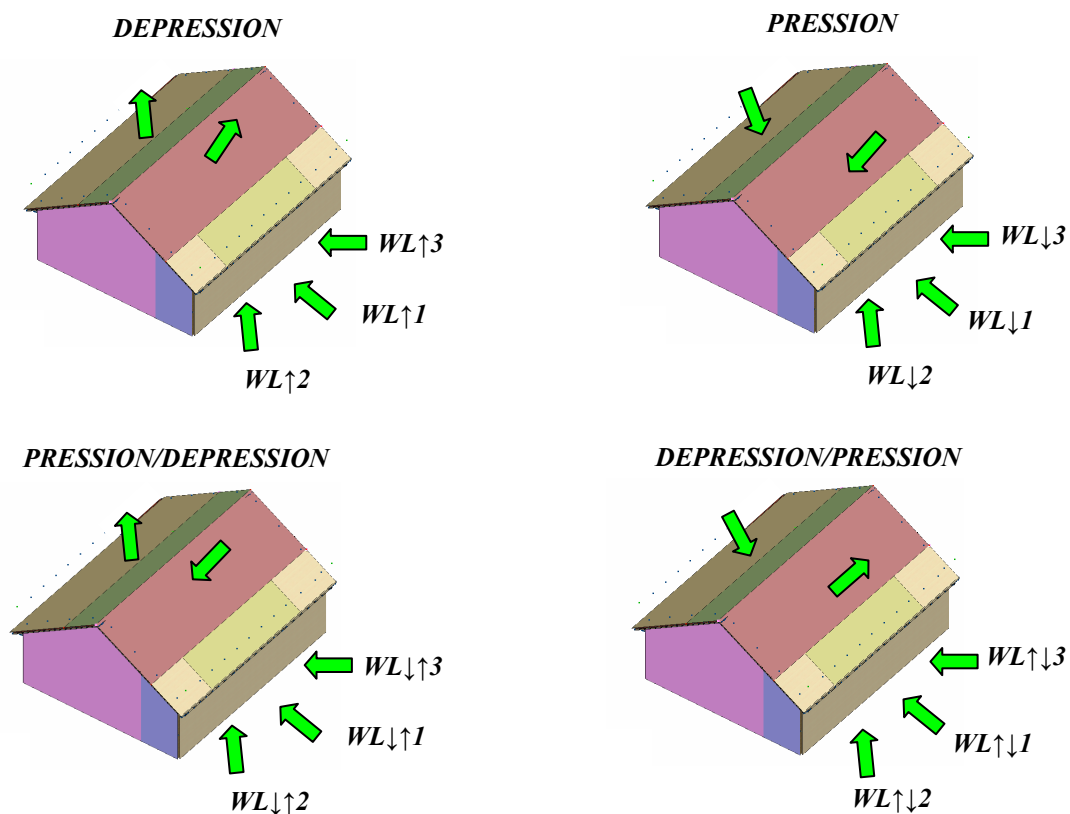 DEPRESSION
WL↑3
WL↑1
WL↑2
PRESSION
WL↓3
WL↓1
WL↓2
PRESSION/DEPRESSION
WL↓↑3
WL↓↑1
WL↓↑2
DEPRESSION/PRESSION
WL↑↓3
WL↑↓1
WL↑↓2